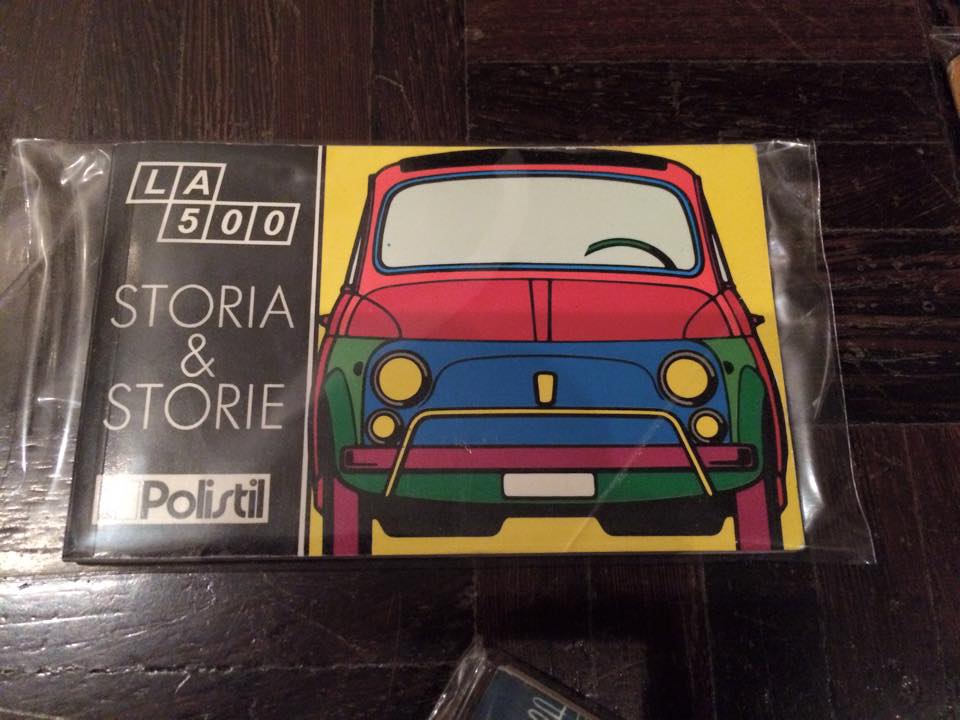 LA
500
STORIA
&
STORIE
Polistil